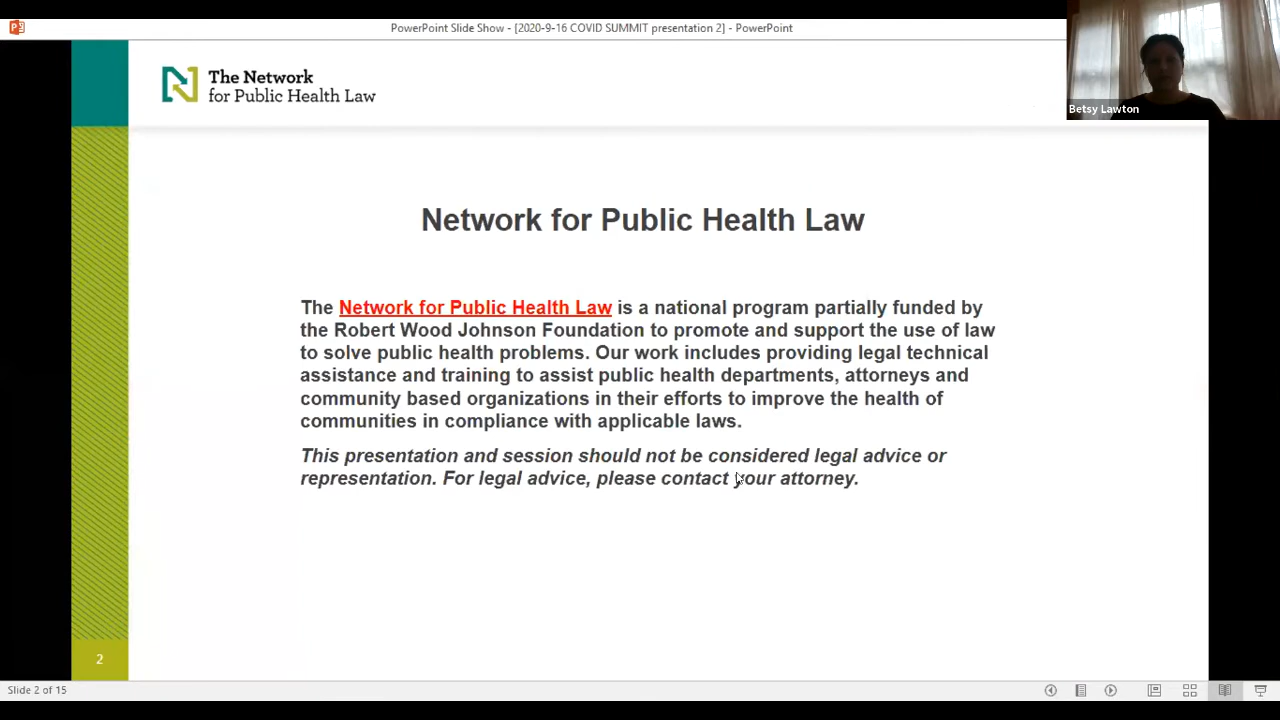 PowerPoint Slide Show - [2020-9-16 COVID SUMMIT presentation 2] - PowerPoint
Betsy Lawton
The Network
for Public Health Law
Network for Public Health Law
The Network for Public Health Law is a national program partially funded by
the Robert Wood Johnson Foundation to promote and support the use of law
to solve public health problems. Our work includes providing legal technical
assistance and training to assist public health departments, attorneys and
community based organizations in their efforts to improve the health of
communities in compliance with applicable laws.
This presentation and session should not be considered legal advice or
representation. For legal advice, please contact your attorney.
2
Slide 2 of 15